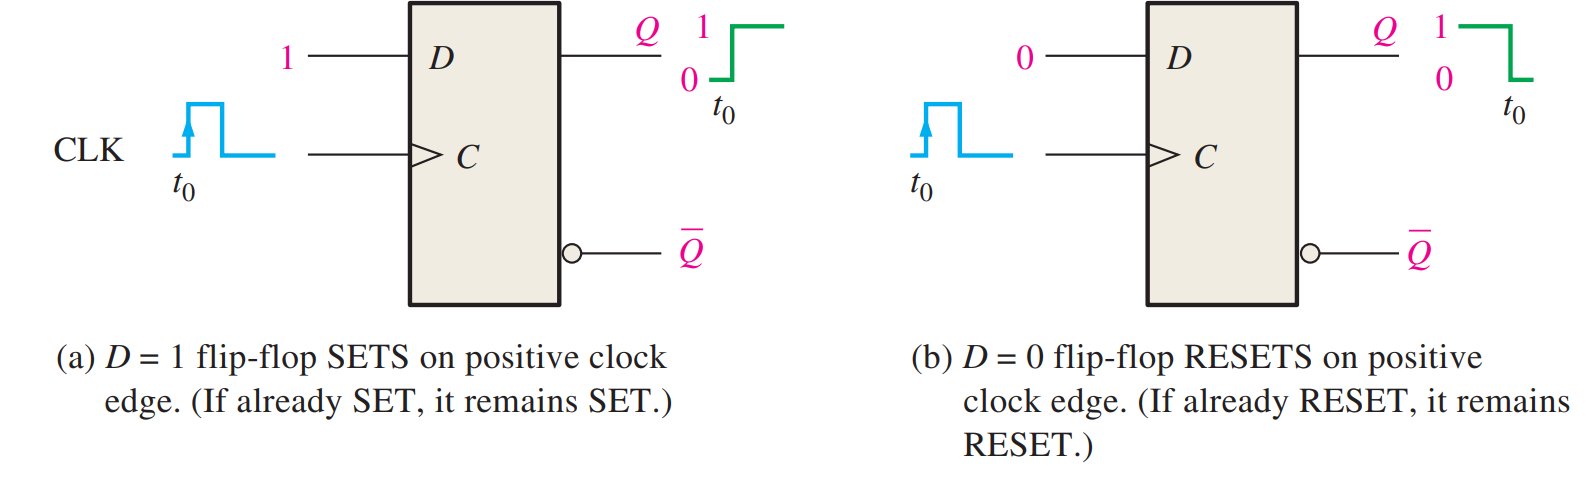 Q 1
1 D
0
t₀
CLK C
t₀
Q̅
(a) D = 1 flip-flop SETS on positive clock
edge. (If already SET, it remains SET.)
Q 1
0 D
0
t₀
C
t₀
Q̅
(b) D = 0 flip-flop RESETS on positive
clock edge. (If already RESET, it remains
RESET.)